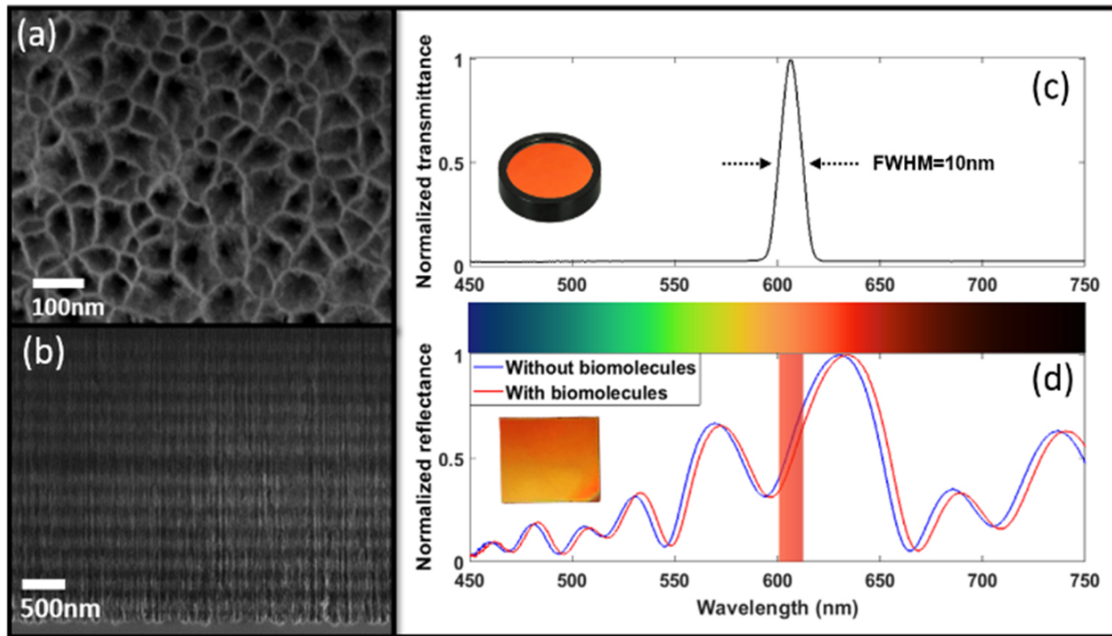 (a)
100nm
(b)
500nm
(c)
Normalized transmittance
1
0.5
0
FWHM=10nm
450 500 550 600 650 700 750
(d)
Normalized reflectance
1
0.5
0
Without biomolecules
With biomolecules
450 500 550 600 650 700 750
Wavelength (nm)